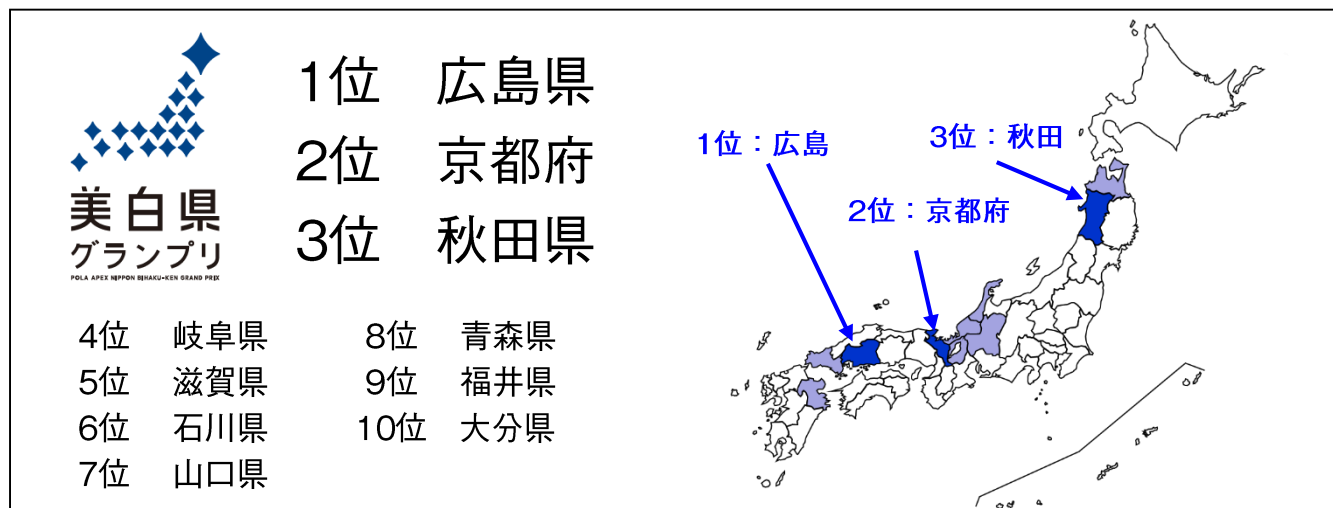 美白県
グランプリ
POLA APEX NIPPON BIHAKU-KEN GRAND PRIX
1位 広島県
2位 京都府
3位 秋田県
4位 岐阜県
5位 滋賀県
6位 石川県
7位 山口県
8位 青森県
9位 福井県
10位 大分県
1位：広島
2位：京都府
3位：秋田